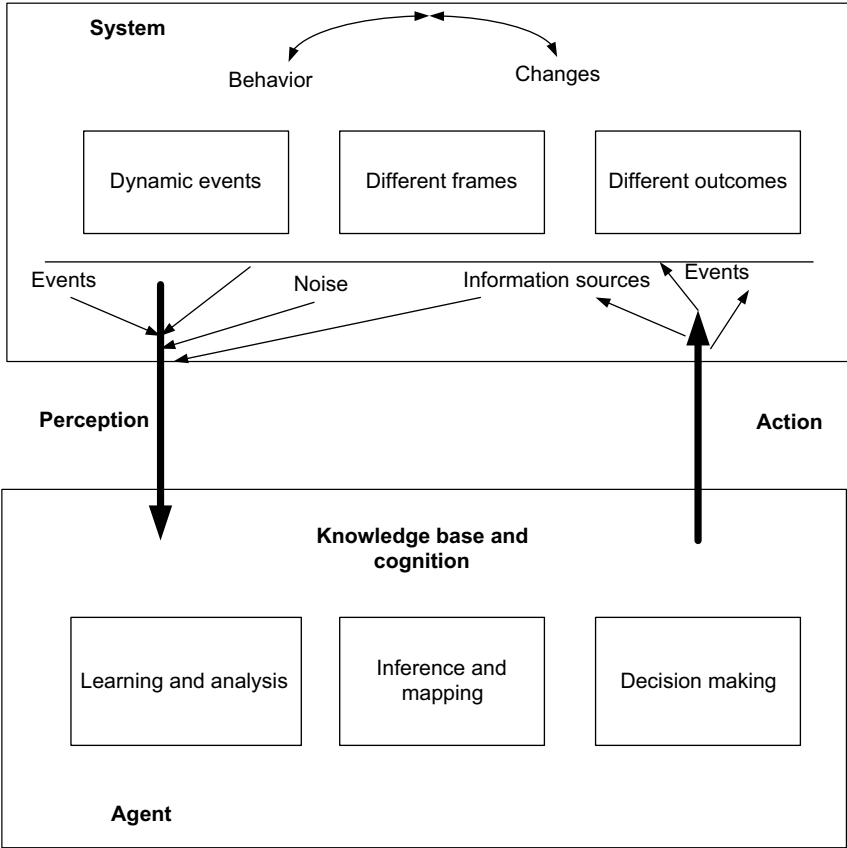 System
Behavior
Changes
Dynamic events
Different frames
Different outcomes
Events
Noise
Information sources
Events
Perception
Action
Knowledge base and
cognition
Learning and analysis
Inference and
mapping
Decision making
Agent